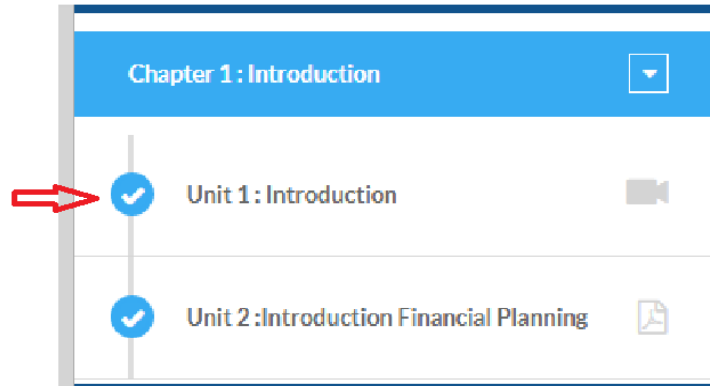 Chapter 1 : Introduction
Unit 1 : Introduction
Unit 2 :Introduction Financial Planning